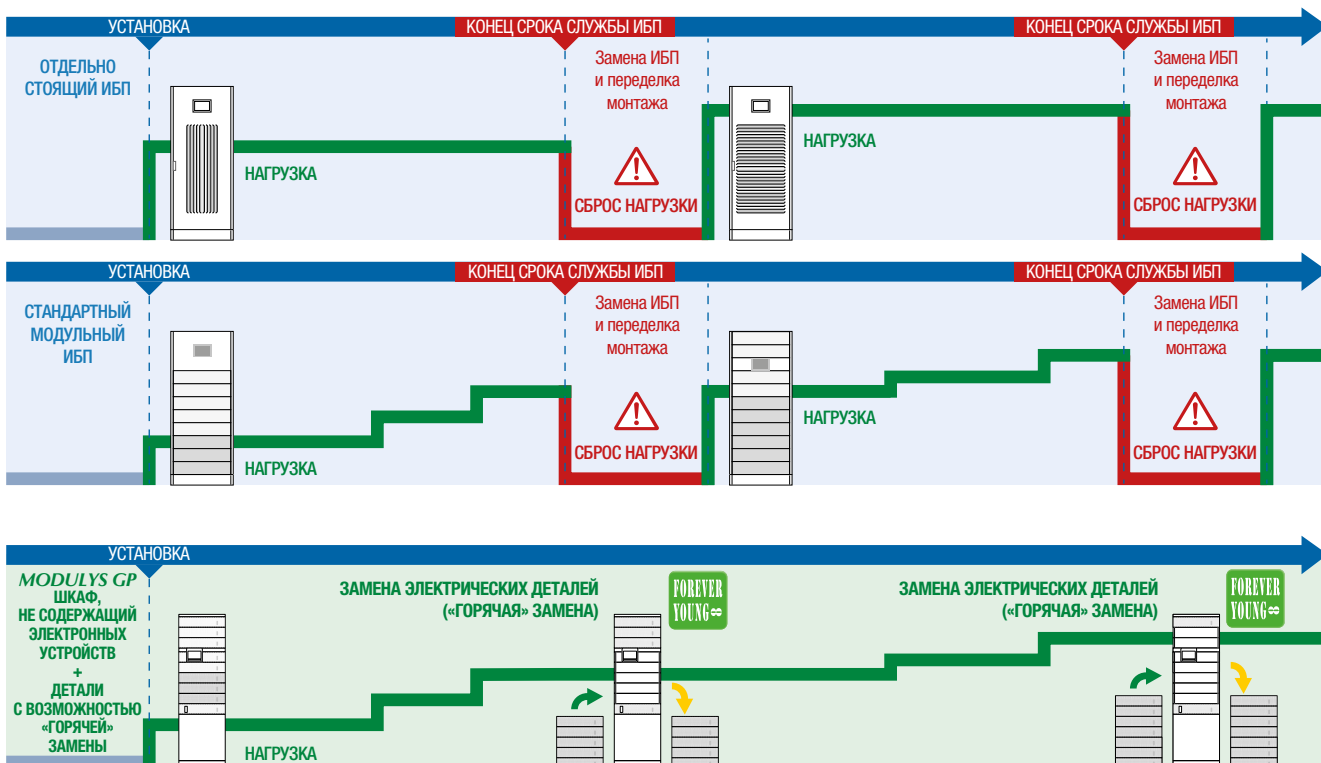 УСТАНОВКА
КОНЕЦ СРОКА СЛУЖБЫ ИБП
КОНЕЦ СРОКА СЛУЖБЫ ИБП
ОТДЕЛЬНО
СТОЯЩИЙ ИБП
Замена ИБП
и переделка
монтажа
Замена ИБП
и переделка
монтажа
НАГРУЗКА
НАГРУЗКА
СБРОС НАГРУЗКИ
СБРОС НАГРУЗКИ
УСТАНОВКА
КОНЕЦ СРОКА СЛУЖБЫ ИБП
КОНЕЦ СРОКА СЛУЖБЫ ИБП
СТАНДАРТНЫЙ
МОДУЛЬНЫЙ
ИБП
Замена ИБП
и переделка
монтажа
Замена ИБП
и переделка
монтажа
НАГРУЗКА
НАГРУЗКА
СБРОС НАГРУЗКИ
СБРОС НАГРУЗКИ
УСТАНОВКА
MODULYS GP
ШКАФ,
НЕ СОДЕРЖАЩИЙ
ЭЛЕКТРОННЫХ
УСТРОЙСТВ
+
ДЕТАЛИ
С ВОЗМОЖНОСТЬЮ
«ГОРЯЧЕЙ»
ЗАМЕНЫ
ЗАМЕНА ЭЛЕКТРИЧЕСКИХ ДЕТАЛЕЙ
(«ГОРЯЧАЯ» ЗАМЕНА)
FOREVER
YOUNG∞
ЗАМЕНА ЭЛЕКТРИЧЕСКИХ ДЕТАЛЕЙ
(«ГОРЯЧАЯ» ЗАМЕНА)
FOREVER
YOUNG∞
НАГРУЗКА